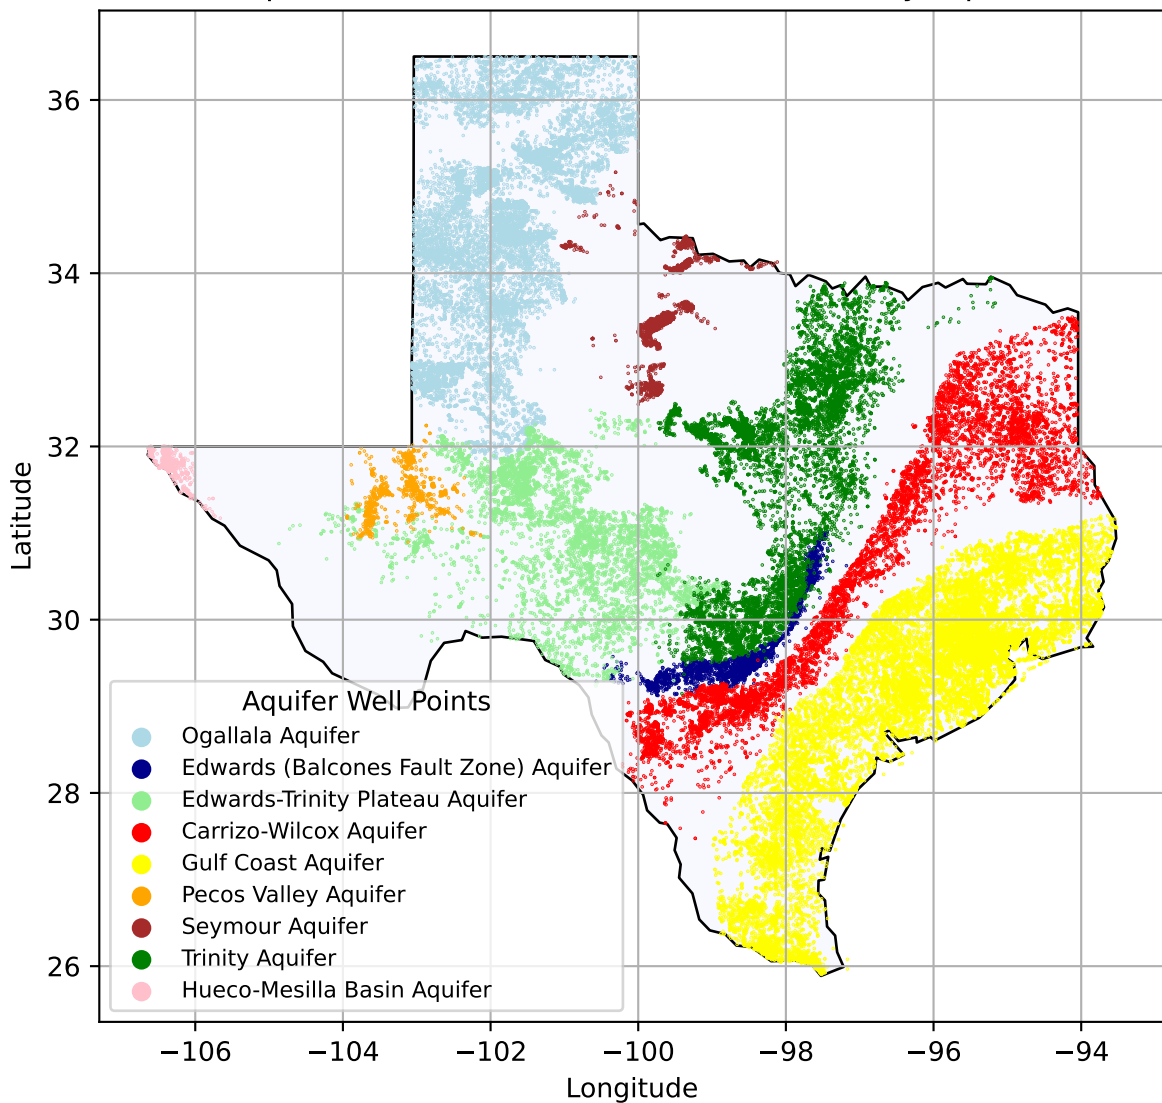 36
34
32
30
28
26
Latitude
Aquifer Well Points
Ogallala Aquifer
Edwards (Balcones Fault Zone) Aquifer
Edwards-Trinity Plateau Aquifer
Carrizo-Wilcox Aquifer
Gulf Coast Aquifer
Pecos Valley Aquifer
Seymour Aquifer
Trinity Aquifer
Hueco-Mesilla Basin Aquifer
−106 −104 −102 −100 −98 −96 −94
Longitude